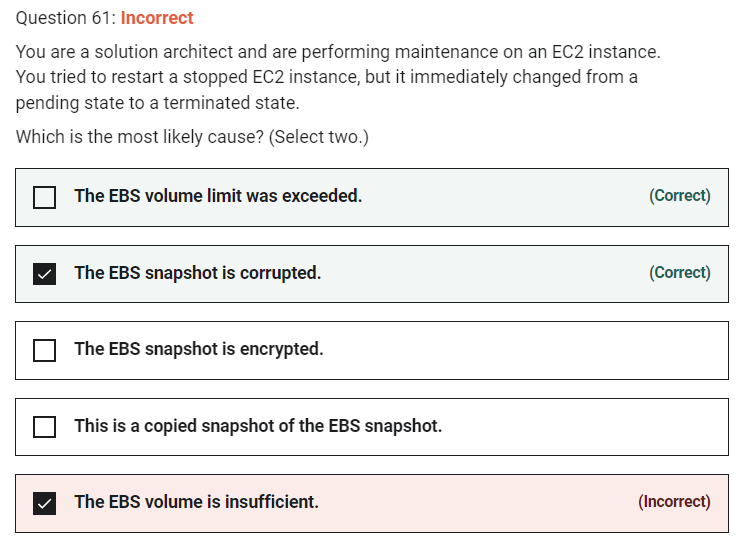 Question 61: Incorrect
You are a solution architect and are performing maintenance on an EC2 instance.
You tried to restart a stopped EC2 instance, but it immediately changed from a
pending state to a terminated state.
Which is the most likely cause? (Select two.)
The EBS volume limit was exceeded. (Correct)
The EBS snapshot is corrupted. (Correct)
The EBS snapshot is encrypted.
This is a copied snapshot of the EBS snapshot.
The EBS volume is insufficient. (Incorrect)